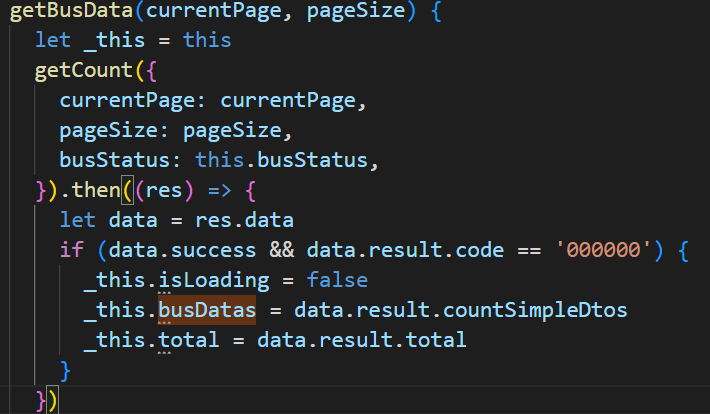 getBusData(currentPage, pageSize) {
let _this = this
getCount({
currentPage: currentPage,
pageSize: pageSize,
busStatus: this.busStatus,
}).then((res) => {
let data = res.data
if (data.success && data.result.code == '000000') {
_this.isLoading = false
_this.busDatas = data.result.countSimpleDtos
_this.total = data.result.total
}
})